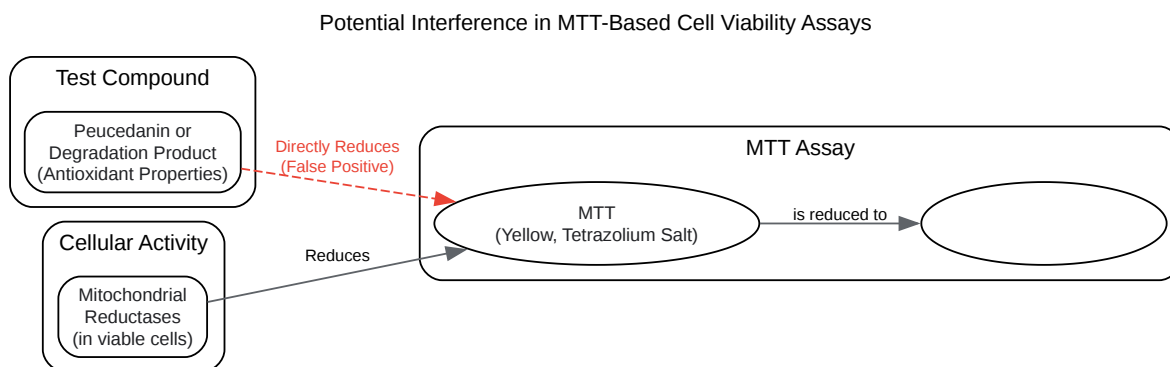 Potential Interference in MTT-Based Cell Viability Assays
Test Compound
Peucedanin or
Degradation Product
(Antioxidant Properties)
Directly Reduces
(False Positive)
MTT Assay
MTT
(Yellow, Tetrazolium Salt)
is reduced to
Cellular Activity
Reduces
Mitochondrial
Reductases
(in viable cells)